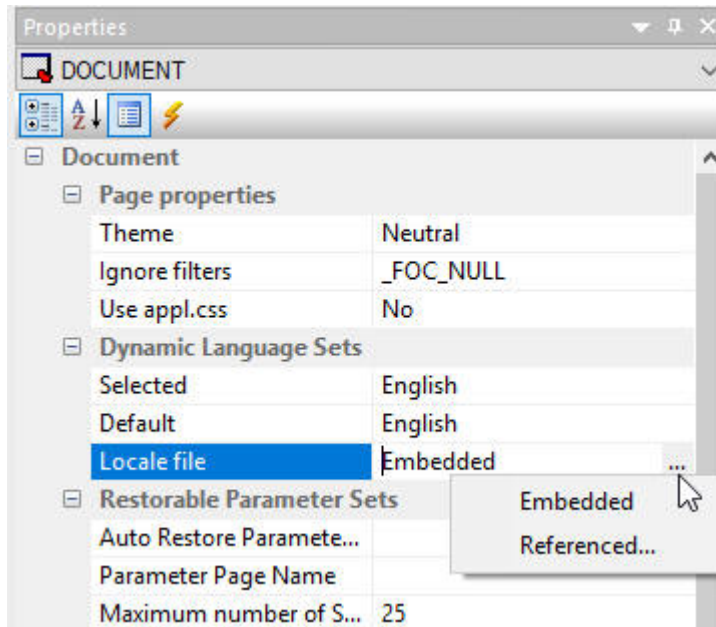 Properties
DOCUMENT
Document
Page properties
Theme Neutral
Ignore filters _FOC_NULL
Use appl.css No
Dynamic Language Sets
Selected English
Default English
Locale file Embedded ...
Restorable Parameter Sets
Embedded
Auto Restore Paramete...
Referenced...
Parameter Page Name
Maximum number of S... 25